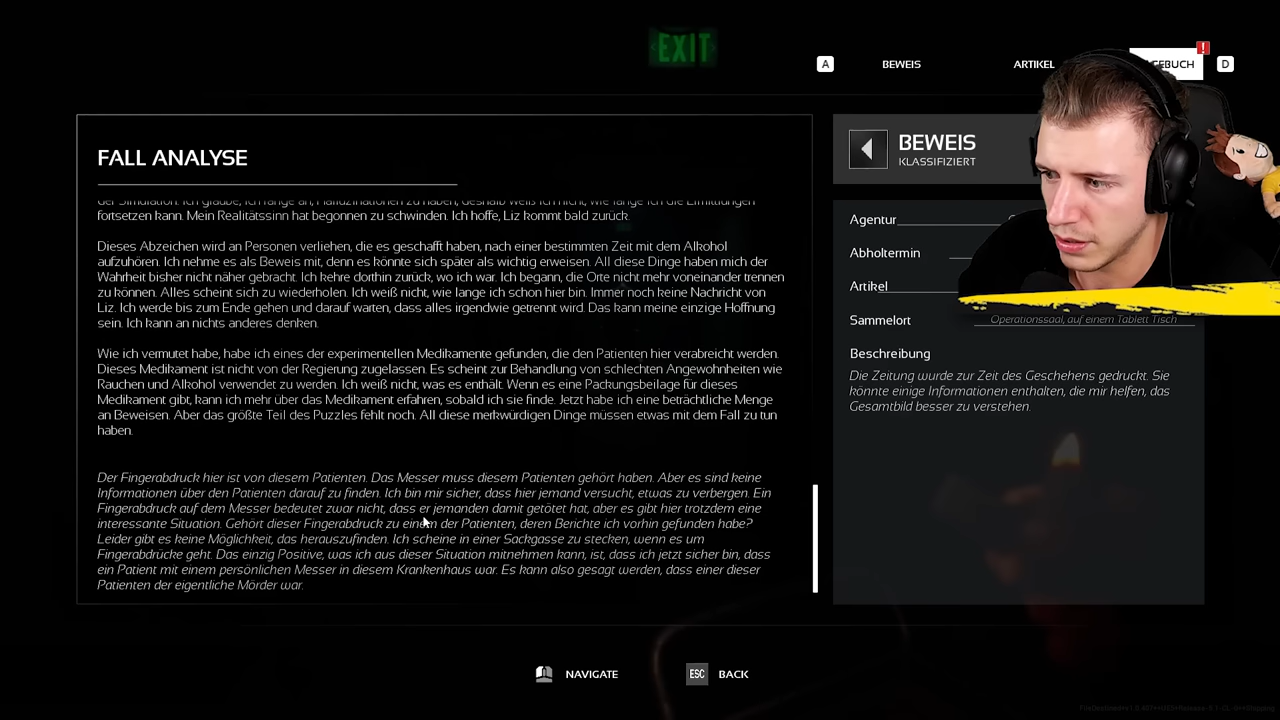 EXIT
A BEWEIS ARTIKEL GEBUCH ! D
FALL ANALYSE
der Simulation. Ich glaube, ich fange an, Halluzinationen zu haben, deshalb weiß ich nicht, wie lange ich die Ermittlungen
fortsetzen kann. Mein Realitätssinn hat begonnen zu schwinden. Ich hoffe, Liz kommt bald zurück.
Dieses Abzeichen wird an Personen verliehen, die es geschafft haben, nach einer bestimmten Zeit mit dem Alkohol
aufzuhören. Ich nehme es als Beweis mit, denn es könnte sich später als wichtig erweisen. All diese Dinge haben mich der
Wahrheit bisher nicht näher gebracht. Ich kehre dorthin zurück, wo ich war. Ich begann, die Orte nicht mehr voneinander trennen
zu können. Alles scheint sich zu wiederholen. Ich weiß nicht, wie lange ich schon hier bin. Immer noch keine Nachricht von
Liz. Ich werde bis zum Ende gehen und darauf warten, dass alles irgendwie getrennt wird. Das kann meine einzige Hoffnung
sein. Ich kann an nichts anderes denken.
Wie ich vermutet habe, habe ich eines der experimentellen Medikamente gefunden, die den Patienten hier verabreicht werden.
Dieses Medikament ist nicht von der Regierung zugelassen. Es scheint zur Behandlung von schlechten Angewohnheiten wie
Rauchen und Alkohol verwendet zu werden. Ich weiß nicht, was es enthält. Wenn es eine Packungsbeilage für dieses
Medikament gibt, kann ich mehr über das Medikament erfahren, sobald ich sie finde. Jetzt habe ich eine beträchtliche Menge
an Beweisen. Aber das größte Teil des Puzzles fehlt noch. All diese merkwürdigen Dinge müssen etwas mit dem Fall zu tun
haben.
Der Fingerabdruck hier ist von diesem Patienten. Das Messer muss diesem Patienten gehört haben. Aber es sind keine
Informationen über den Patienten darauf zu finden. Ich bin mir sicher, dass hier jemand versucht, etwas zu verbergen. Ein
Fingerabdruck auf dem Messer bedeutet zwar nicht, dass er jemanden damit getötet hat, aber es gibt hier trotzdem eine
interessante Situation. Gehört dieser Fingerabdruck zu einem der Patienten, deren Berichte ich vorhin gefunden habe?
Leider gibt es keine Möglichkeit, das herauszufinden. Ich scheine in einer Sackgasse zu stecken, wenn es um
Fingerabdrücke geht. Das einzig Positive, was ich aus dieser Situation mitnehmen kann, ist, dass ich jetzt sicher bin, dass
ein Patient mit einem persönlichen Messer in diesem Krankenhaus war. Es kann also gesagt werden, dass einer dieser
Patienten der eigentliche Mörder war.
BEWEIS
KLASSIFIZIERT
Agentur
Abholtermin
Artikel
Sammelort Operationssaal, auf einem Tablett Tisch
Beschreibung
Die Zeitung wurde zur Zeit des Geschehens gedruckt. Sie
könnte einige Informationen enthalten, die mir helfen, das
Gesamtbild besser zu verstehen.
NAVIGATE ESC BACK